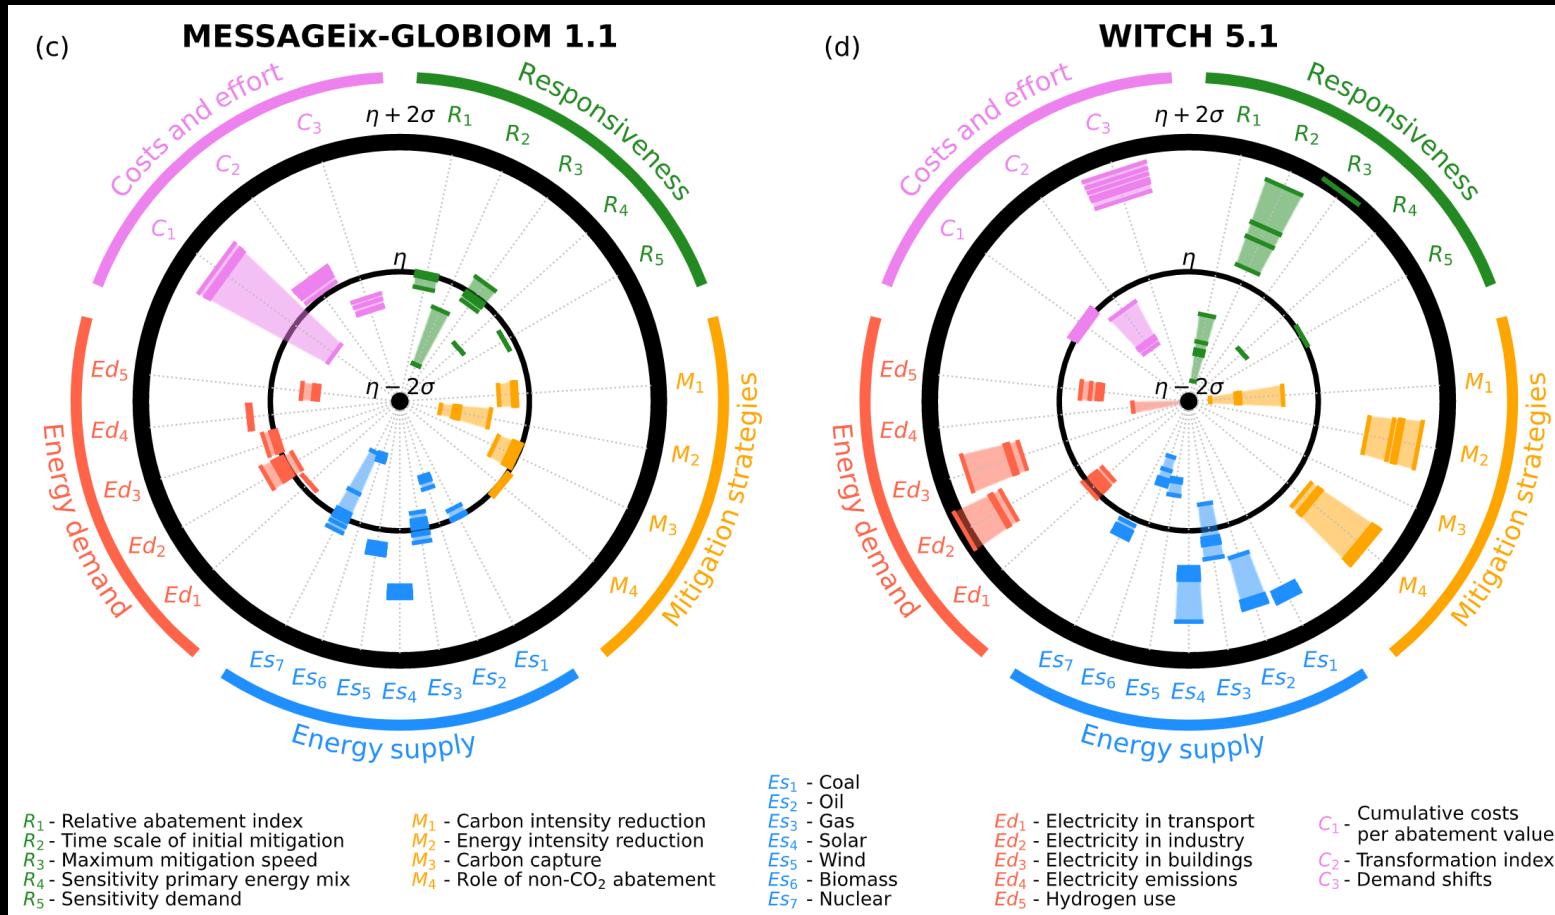 (c)
MESSAGEix-GLOBIOM 1.1
Costs and effort
Responsiveness
Mitigation strategies
Energy supply
Energy demand
η + 2σ
η
η − 2σ
R₁
R₂
R₃
R₄
R₅
M₁
M₂
M₃
M₄
Es₁
Es₂
Es₃
Es₄
Es₅
Es₆
Es₇
Ed₁
Ed₂
Ed₃
Ed₄
Ed₅
C₁
C₂
C₃
(d)
WITCH 5.1
Costs and effort
Responsiveness
Mitigation strategies
Energy supply
Energy demand
η + 2σ
η
η − 2σ
R₁
R₂
R₃
R₄
R₅
M₁
M₂
M₃
M₄
Es₁
Es₂
Es₃
Es₄
Es₅
Es₆
Es₇
Ed₁
Ed₂
Ed₃
Ed₄
Ed₅
C₁
C₂
C₃
R₁ - Relative abatement index
R₂ - Time scale of initial mitigation
R₃ - Maximum mitigation speed
R₄ - Sensitivity primary energy mix
R₅ - Sensitivity demand
M₁ - Carbon intensity reduction
M₂ - Energy intensity reduction
M₃ - Carbon capture
M₄ - Role of non-CO₂ abatement
Es₁ - Coal
Es₂ - Oil
Es₃ - Gas
Es₄ - Solar
Es₅ - Wind
Es₆ - Biomass
Es₇ - Nuclear
Ed₁ - Electricity in transport
Ed₂ - Electricity in industry
Ed₃ - Electricity in buildings
Ed₄ - Electricity emissions
Ed₅ - Hydrogen use
C₁ - Cumulative costs
per abatement value
C₂ - Transformation index
C₃ - Demand shifts